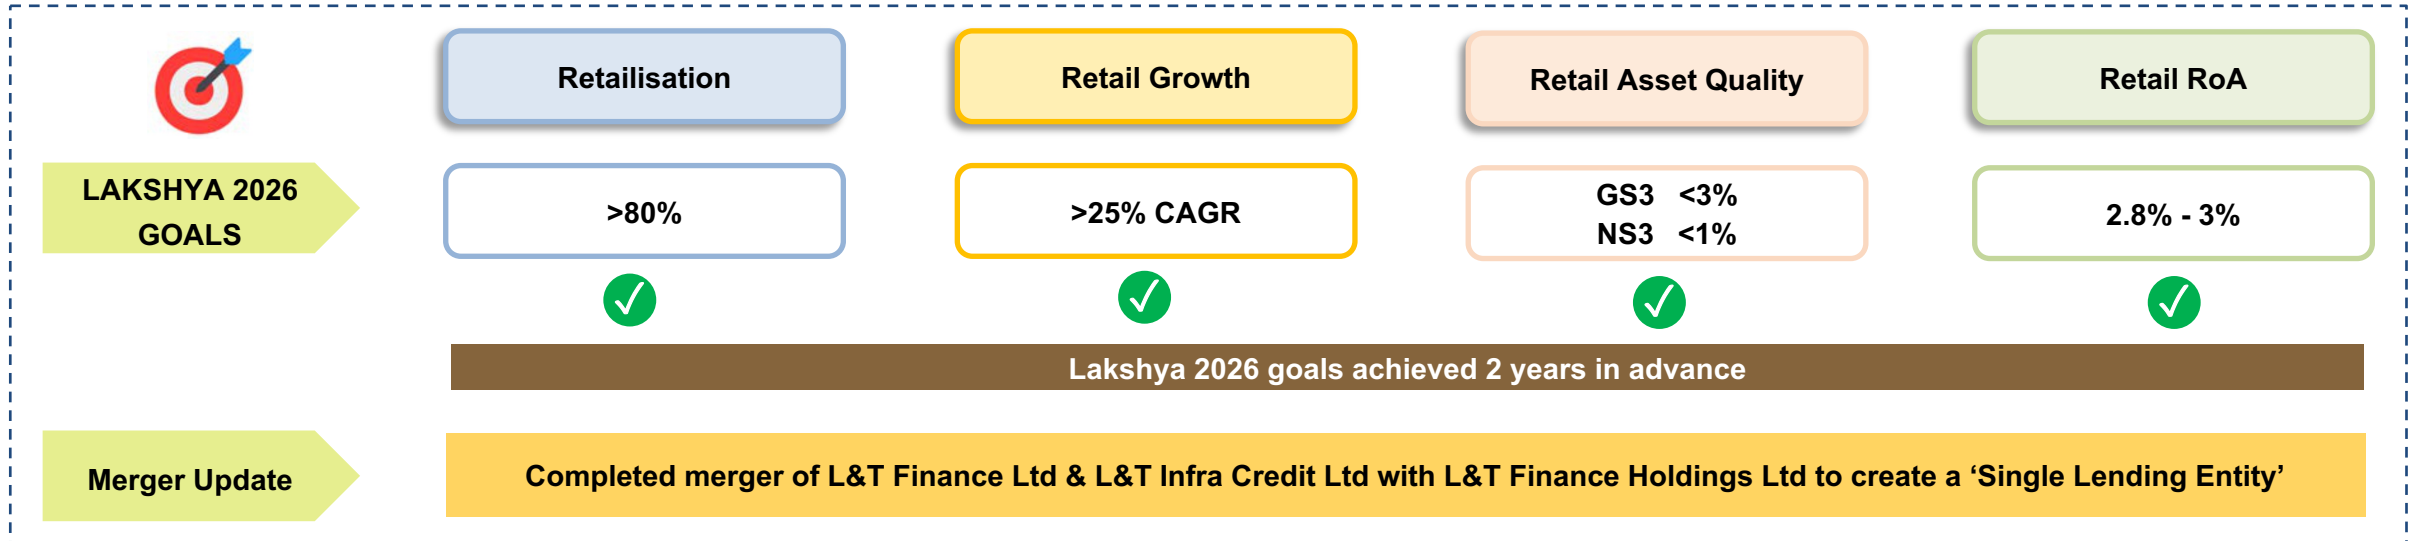 Retailisation
Retail Growth
Retail Asset Quality
Retail RoA
LAKSHYA 2026
GOALS
>80%
>25% CAGR
GS3 <3%
NS3 <1%
2.8% - 3%
Lakshya 2026 goals achieved 2 years in advance
Merger Update
Completed merger of L&T Finance Ltd & L&T Infra Credit Ltd with L&T Finance Holdings Ltd to create a ‘Single Lending Entity’